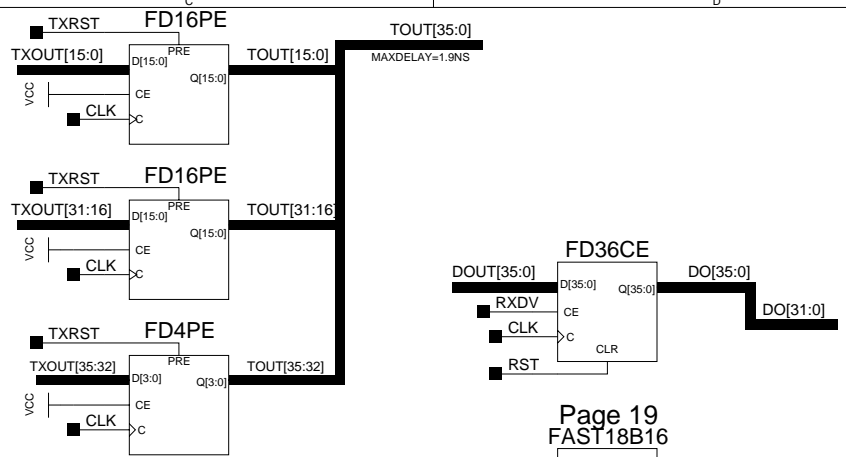 C
D
FD16PE
TXRST
TXOUT[15:0]
D[15:0]
PRE
TOUT[15:0]
Q[15:0]
VCC
CE
CLK
C
TOUT[35:0]
MAXDELAY=1.9NS
FD16PE
TXRST
TXOUT[31:16]
D[15:0]
PRE
TOUT[31:16]
Q[15:0]
VCC
CE
CLK
C
FD4PE
TXRST
TXOUT[35:32]
D[3:0]
PRE
TOUT[35:32]
Q[3:0]
VCC
CE
CLK
C
FD36CE
DOUT[35:0]
D[35:0]
Q[35:0]
DO[35:0]
RXDV
CE
DO[31:0]
CLK
C
CLR
RST
Page 19
FAST18B16